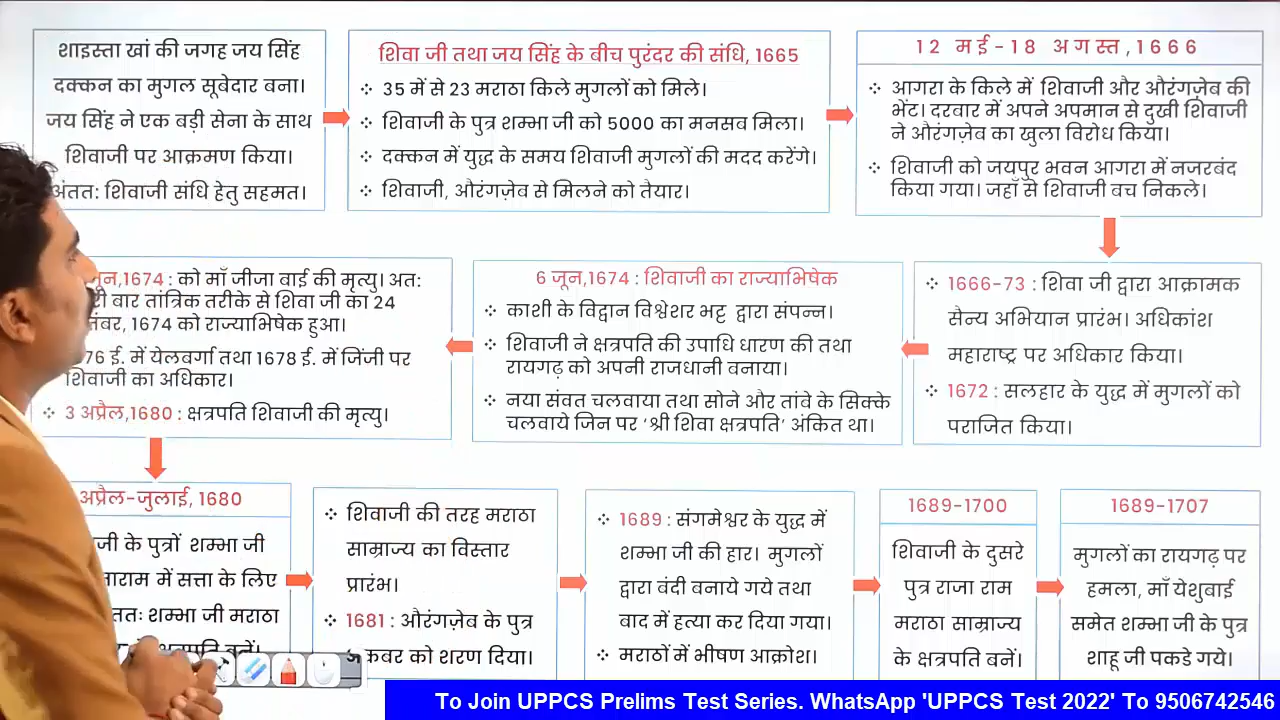 शाइस्ता खां की जगह जय सिंह
दक्कन का मुगल सूबेदार बना।
जय सिंह ने एक बड़ी सेना के साथ
शिवाजी पर आक्रमण किया।
अंतत: शिवाजी संधि हेतु सहमत।
शिवा जी तथा जय सिंह के बीच पुरंदर की संधि, 1665
35 में से 23 मराठा किले मुगलों को मिले।
शिवाजी के पुत्र शम्भा जी को 5000 का मनसब मिला।
दक्कन में युद्ध के समय शिवाजी मुगलों की मदद करेंगे।
शिवाजी, औरंगज़ेब से मिलने को तैयार।
12 मई-18 अगस्त,1666
आगरा के किले में शिवाजी और औरंगज़ेब की
भेंट। दरबार में अपने अपमान से दुखी शिवाजी
ने औरंगज़ेब का खुला विरोध किया।
शिवाजी को जयपुर भवन आगरा में नजरबंद
किया गया। जहाँ से शिवाजी बच निकले।
1666-73 : शिवा जी द्वारा आक्रामक
सैन्य अभियान प्रारंभ। अधिकांश
महाराष्ट्र पर अधिकार किया।
1672 : सलहार के युद्ध में मुगलों को
पराजित किया।
6 जून,1674 : शिवाजी का राज्याभिषेक
काशी के विद्वान विश्वेशर भट्ट द्वारा संपन्न।
शिवाजी ने क्षत्रपति की उपाधि धारण की तथा
रायगढ़ को अपनी राजधानी बनाया।
नया संवत चलवाया तथा सोने और तांबे के सिक्के
चलवाये जिन पर ‘श्री शिवा क्षत्रपति’ अंकित था।
,1674 : को माँ जीजा बाई की मृत्यु। अत:
बार तांत्रिक तरीके से शिवा जी का 24
1674 को राज्याभिषेक हुआ।
76 ई. में येलबर्गा तथा 1678 ई. में जिंजी पर
शिवाजी का अधिकार।
3 अप्रैल,1680 : क्षत्रपति शिवाजी की मृत्यु।
अप्रैल-जुलाई, 1680
जी के पुत्रों शम्भा जी
में सत्ता के लिए
शम्भा जी मराठा
बनें।
शिवाजी की तरह मराठा
साम्राज्य का विस्तार
प्रारंभ।
1681 : औरंगज़ेब के पुत्र
अकबर को शरण दिया।
1689 : संगमेश्वर के युद्ध में
शम्भा जी की हार। मुगलों
द्वारा बंदी बनाये गये तथा
बाद में हत्या कर दिया गया।
मराठों में भीषण आक्रोश।
1689-1700
शिवाजी के दुसरे
पुत्र राजा राम
मराठा साम्राज्य
के क्षत्रपति बनें।
1689-1707
मुगलों का रायगढ़ पर
हमला, माँ येशुबाई
समेत शम्भा जी के पुत्र
शाहू जी पकडे गये।
To Join UPPCS Prelims Test Series. WhatsApp 'UPPCS Test 2022' To 9506742546